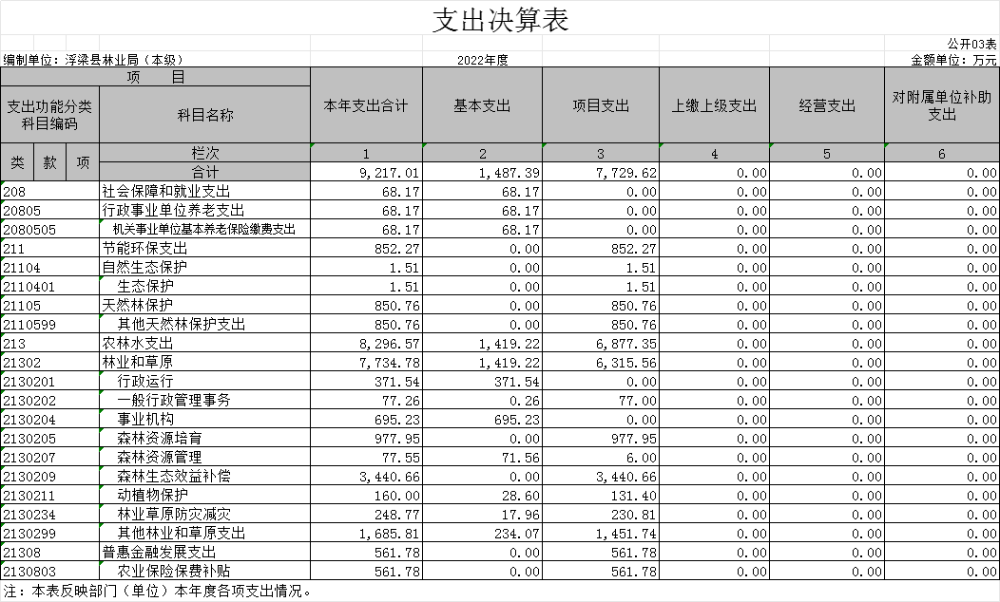 支出决算表
公开03表
编制单位：浮梁县林业局（本级） 2022年度 金额单位：万元
项 目 本年支出合计 基本支出 项目支出 上缴上级支出 经营支出 对附属单位补助支出
支出功能分类科目编码 科目名称
类 款 项 栏次 1 2 3 4 5 6
合计 9,217.01 1,487.39 7,729.62 0.00 0.00 0.00
208 社会保障和就业支出 68.17 68.17 0.00 0.00 0.00 0.00
20805 行政事业单位养老支出 68.17 68.17 0.00 0.00 0.00 0.00
2080505 机关事业单位基本养老保险缴费支出 68.17 68.17 0.00 0.00 0.00 0.00
211 节能环保支出 852.27 0.00 852.27 0.00 0.00 0.00
21104 自然生态保护 1.51 0.00 1.51 0.00 0.00 0.00
2110401 生态保护 1.51 0.00 1.51 0.00 0.00 0.00
21105 天然林保护 850.76 0.00 850.76 0.00 0.00 0.00
2110599 其他天然林保护支出 850.76 0.00 850.76 0.00 0.00 0.00
213 农林水支出 8,296.57 1,419.22 6,877.35 0.00 0.00 0.00
21302 林业和草原 7,734.78 1,419.22 6,315.56 0.00 0.00 0.00
2130201 行政运行 371.54 371.54 0.00 0.00 0.00 0.00
2130202 一般行政管理事务 77.26 0.26 77.00 0.00 0.00 0.00
2130204 事业机构 695.23 695.23 0.00 0.00 0.00 0.00
2130205 森林资源培育 977.95 0.00 977.95 0.00 0.00 0.00
2130207 森林资源管理 77.55 71.56 6.00 0.00 0.00 0.00
2130209 森林生态效益补偿 3,440.66 0.00 3,440.66 0.00 0.00 0.00
2130211 动植物保护 160.00 28.60 131.40 0.00 0.00 0.00
2130234 林业草原防灾减灾 248.77 17.96 230.81 0.00 0.00 0.00
2130299 其他林业和草原支出 1,685.81 234.07 1,451.74 0.00 0.00 0.00
21308 普惠金融发展支出 561.78 0.00 561.78 0.00 0.00 0.00
2130803 农业保险保费补贴 561.78 0.00 561.78 0.00 0.00 0.00
注：本表反映部门（单位）本年度各项支出情况。